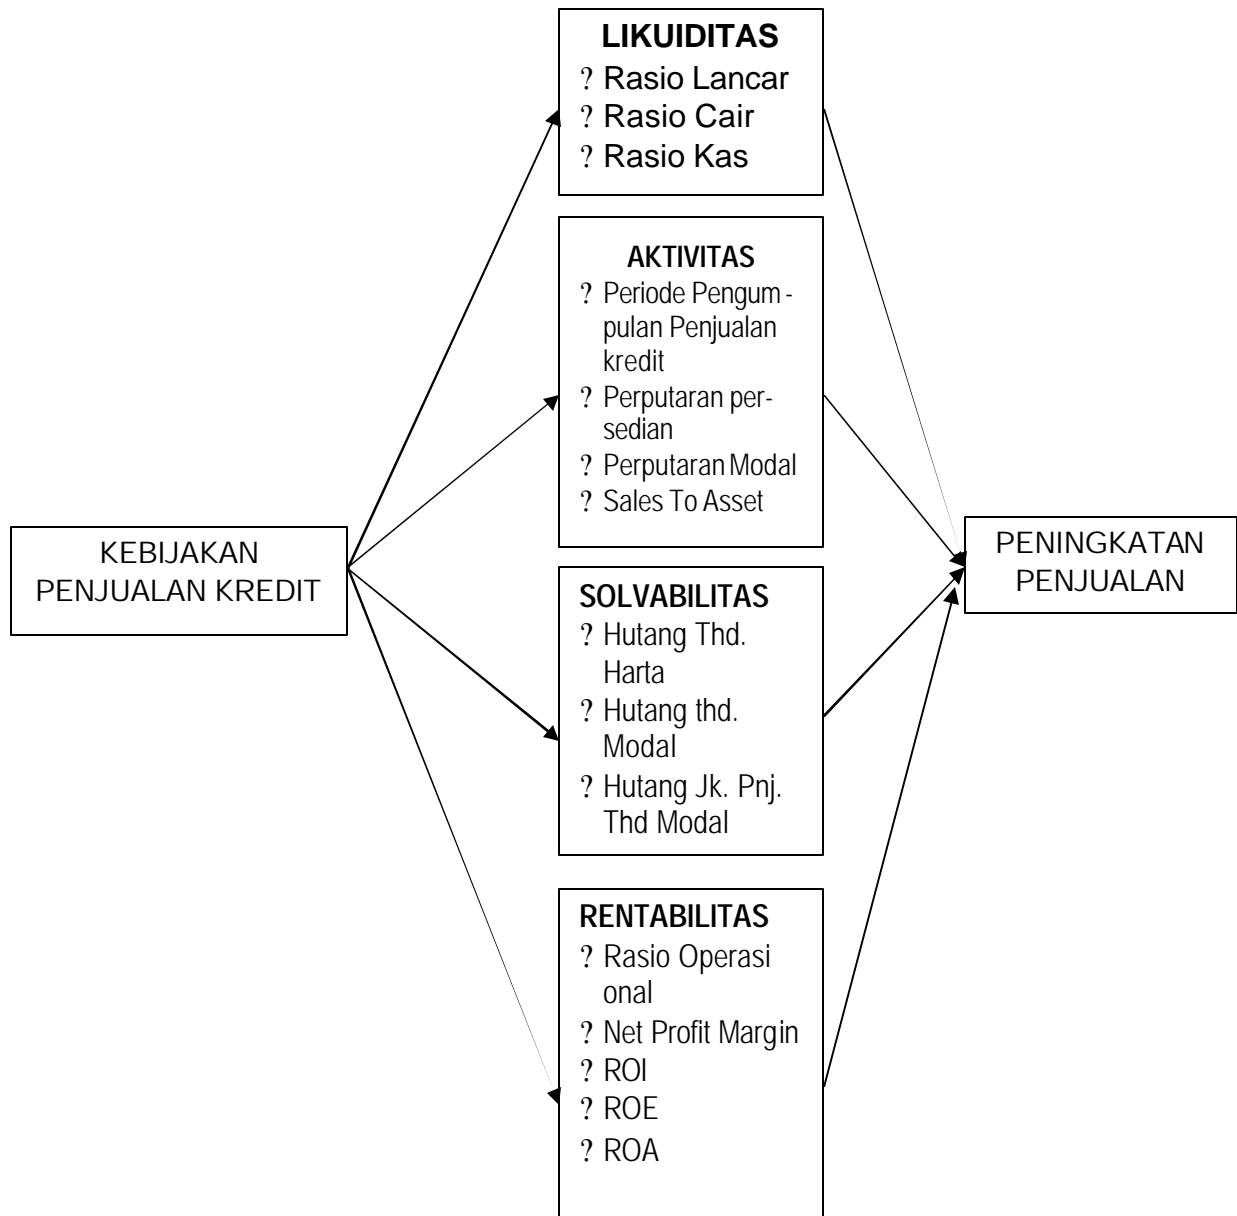 LIKUIDITAS
? Rasio Lancar
? Rasio Cair
? Rasio Kas
AKTIVITAS
? Periode Pengum -
pulan Penjualan
kredit
? Perputaran per-
sedian
? Perputaran Modal
? Sales To Asset
KEBIJAKAN
PENJUALAN KREDIT
PENINGKATAN
PENJUALAN
SOLVABILITAS
? Hutang Thd.
Harta
? Hutang thd.
Modal
? Hutang Jk. Pnj.
Thd Modal
RENTABILITAS
? Rasio Operasi
onal
? Net Profit Margin
? ROI
? ROE
? ROA